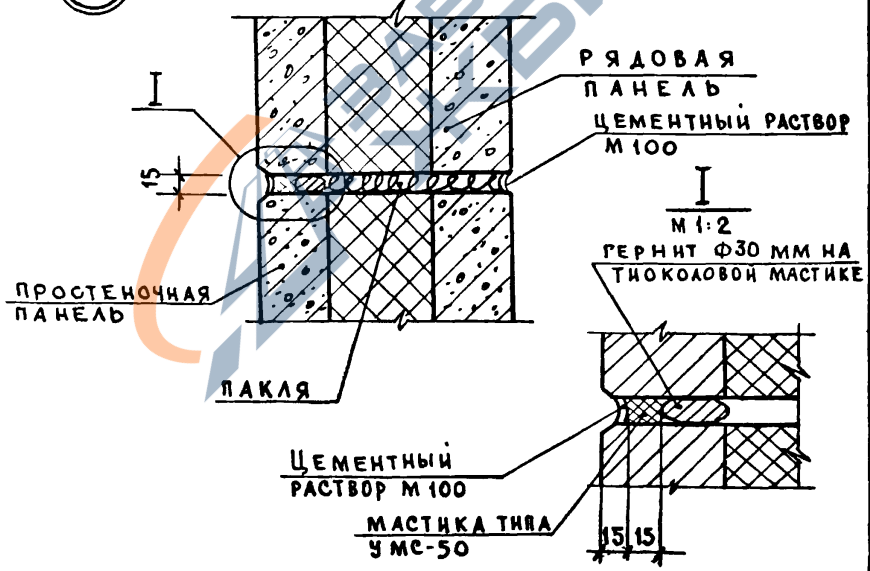 I
15
РЯДОВАЯ
ПАНЕЛЬ
ЦЕМЕНТНЫЙ РАСТВОР
М 100
I
М 1:2
ГЕРНИТ Ф30 ММ НА
ТИОКОЛОВОЙ МАСТИКЕ
ПРОСТЕНОЧНАЯ
ПАНЕЛЬ
ПАКЛЯ
ЦЕМЕНТНЫЙ
РАСТВОР М 100
МАСТИКА ТИПА
УМС-50
15 15